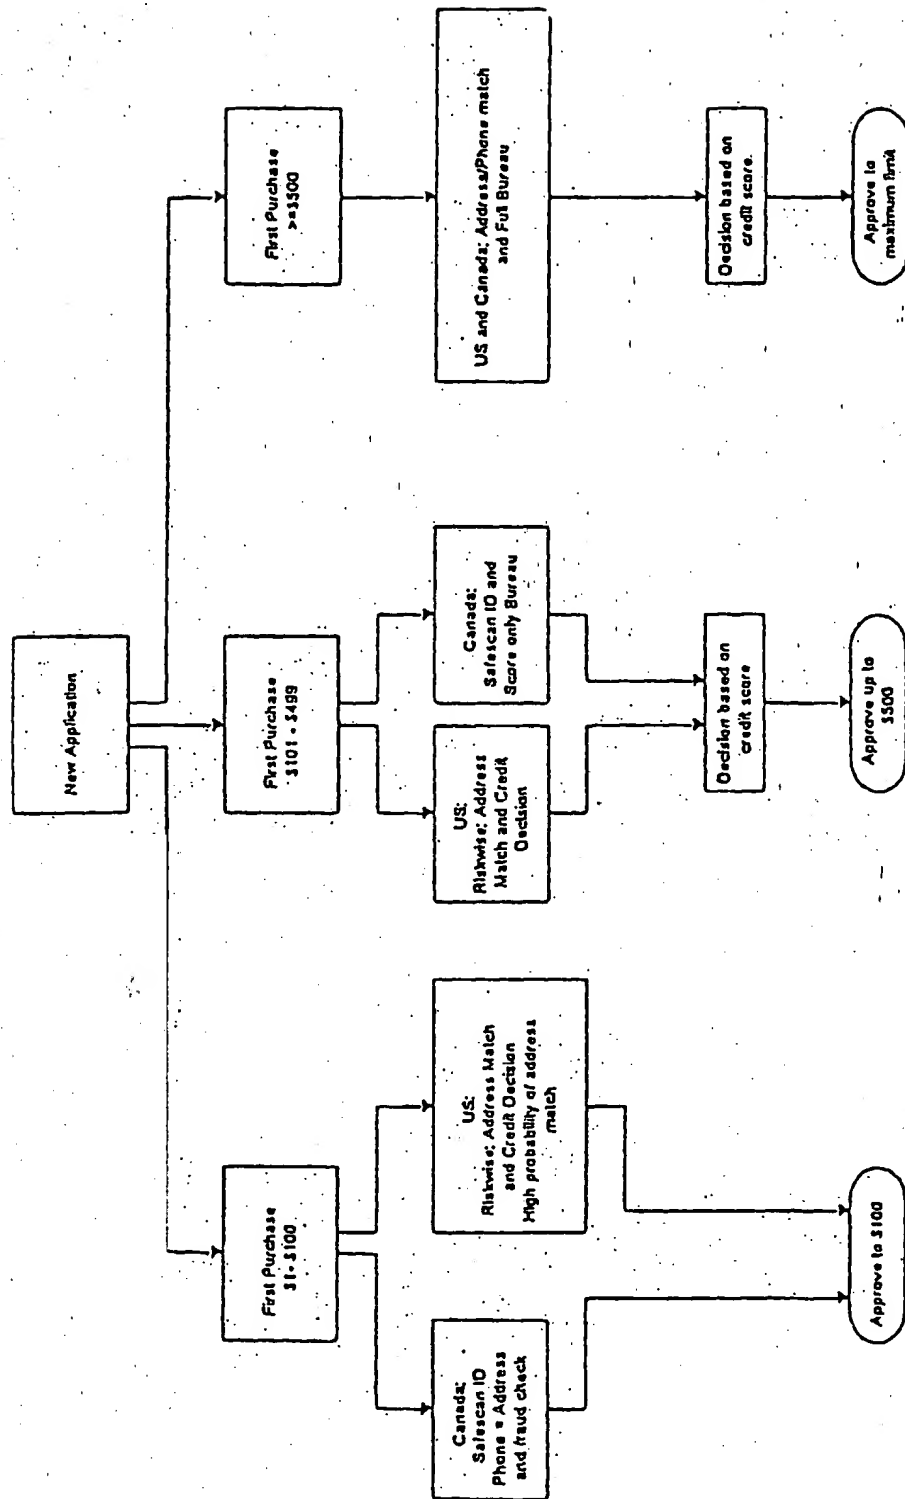 New Application
First Purchase
$1 - $100
First Purchase
$101 - $499
First Purchase
>=$500
Canada:
Safescan ID
Phone = Address
and fraud check
US:
Riskwise: Address Match
and Credit Decision
High probability of address
match
US:
Riskwise: Address
Match and Credit
Decision
Canada:
Safescan ID and
Score only Bureau
US and Canada: Address/Phone match
and Full Bureau
Decision based on
credit score
Decision based on
credit score.
Approve to $100
Approve up to
$500
Approve to
maximum limit